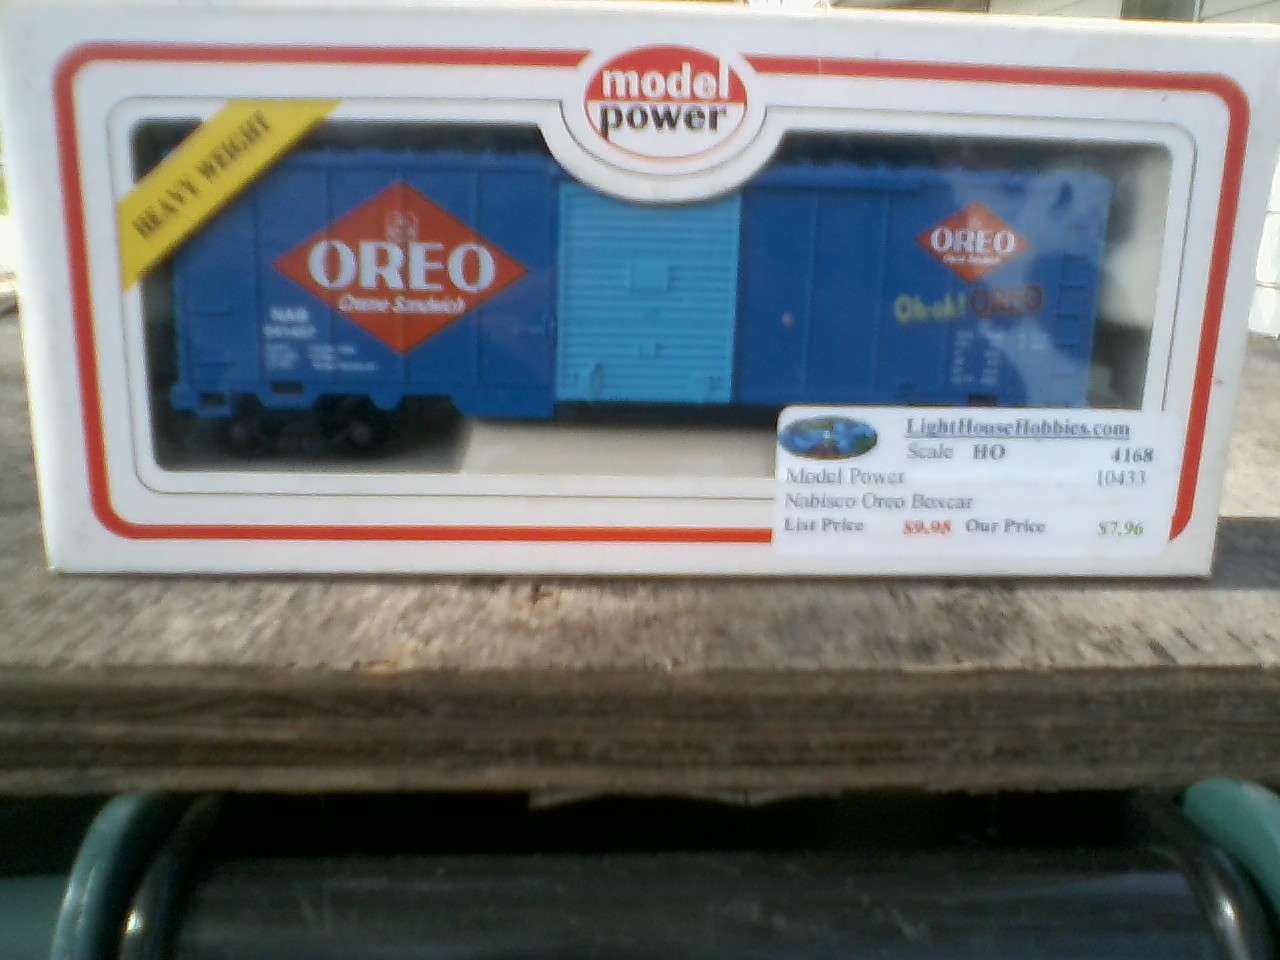 model
power
HEAVY WEIGHT
OREO
Creme Sandwich
NAB
OREO
Oh-oh! OREO
LightHouseHobbies.com
Scale HO 4168
Model Power 10433
Nabisco Oreo Boxcar
List Price $9.98 Our Price $7.96